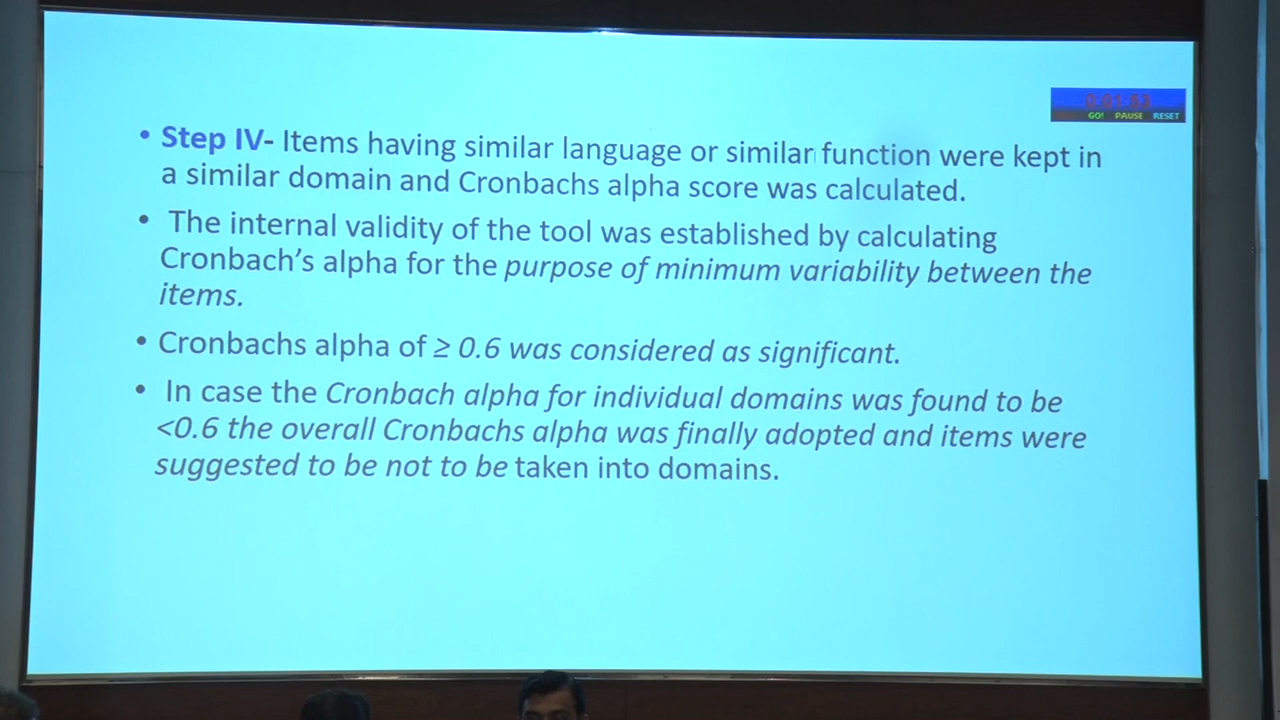 GO! PAUSE RESET
• Step IV- Items having similar language or similar function were kept in
a similar domain and Cronbachs alpha score was calculated.
• The internal validity of the tool was established by calculating
Cronbach’s alpha for the purpose of minimum variability between the
items.
• Cronbachs alpha of ≥ 0.6 was considered as significant.
• In case the Cronbach alpha for individual domains was found to be
<0.6 the overall Cronbachs alpha was finally adopted and items were
suggested to be not to be taken into domains.